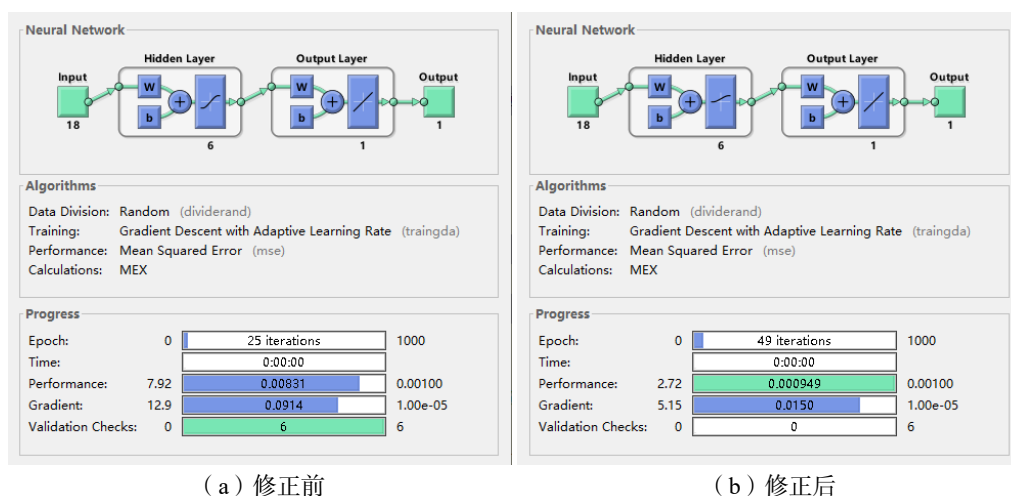 Neural Network
Hidden Layer
Output Layer
Input
Output
W
b
W
b
18
6
1
1
Algorithms
Data Division: Random (dividerand)
Training: Gradient Descent with Adaptive Learning Rate (traingda)
Performance: Mean Squared Error (mse)
Calculations: MEX
Progress
Epoch: 0 25 iterations 1000
Time: 0:00:00
Performance: 7.92 0.00831 0.00100
Gradient: 12.9 0.0914 1.00e-05
Validation Checks: 0 6 6
(a)修正前
Neural Network
Hidden Layer
Output Layer
Input
Output
W
b
W
b
18
6
1
1
Algorithms
Data Division: Random (dividerand)
Training: Gradient Descent with Adaptive Learning Rate (traingda)
Performance: Mean Squared Error (mse)
Calculations: MEX
Progress
Epoch: 0 49 iterations 1000
Time: 0:00:00
Performance: 2.72 0.000949 0.00100
Gradient: 5.15 0.0150 1.00e-05
Validation Checks: 0 0 6
(b)修正后